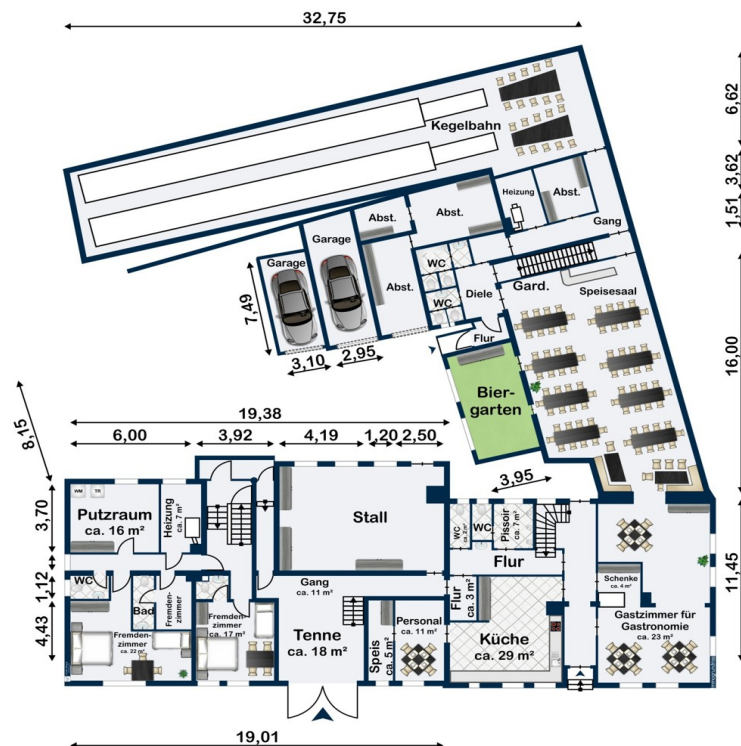 32,75
6,62
Kegelbahn
3,62
Heizung
Abst.
1,51
Abst.
Abst.
Gang
Garage
Garage
WC
Abst.
Diele
Gard.
Speisesaal
WC
7,49
Flur
16,00
3,10
2,95
Bier-
garten
8,15
19,38
6,00
3,92
4,19
1,20
2,50
3,95
WM
TR
3,70
Putzraum
ca. 16 m²
Heizung
ca. 7 m²
Stall
WC
WC
Pissoir
ca. 7 m²
Flur
11,45
1,12
WC
Bad
Fremden-
zimmer
Gang
ca. 11 m²
Flur
ca. 3 m²
Schenke
ca. 4 m²
4,43
Fremden-
zimmer
ca. 22 m²
Fremden
zimmer
ca. 17 m²
Tenne
ca. 18 m²
Speis
ca. 5 m²
Personal
ca. 11 m²
Küche
ca. 29 m²
Gastzimmer für
Gastronomie
ca. 23 m²
19,01